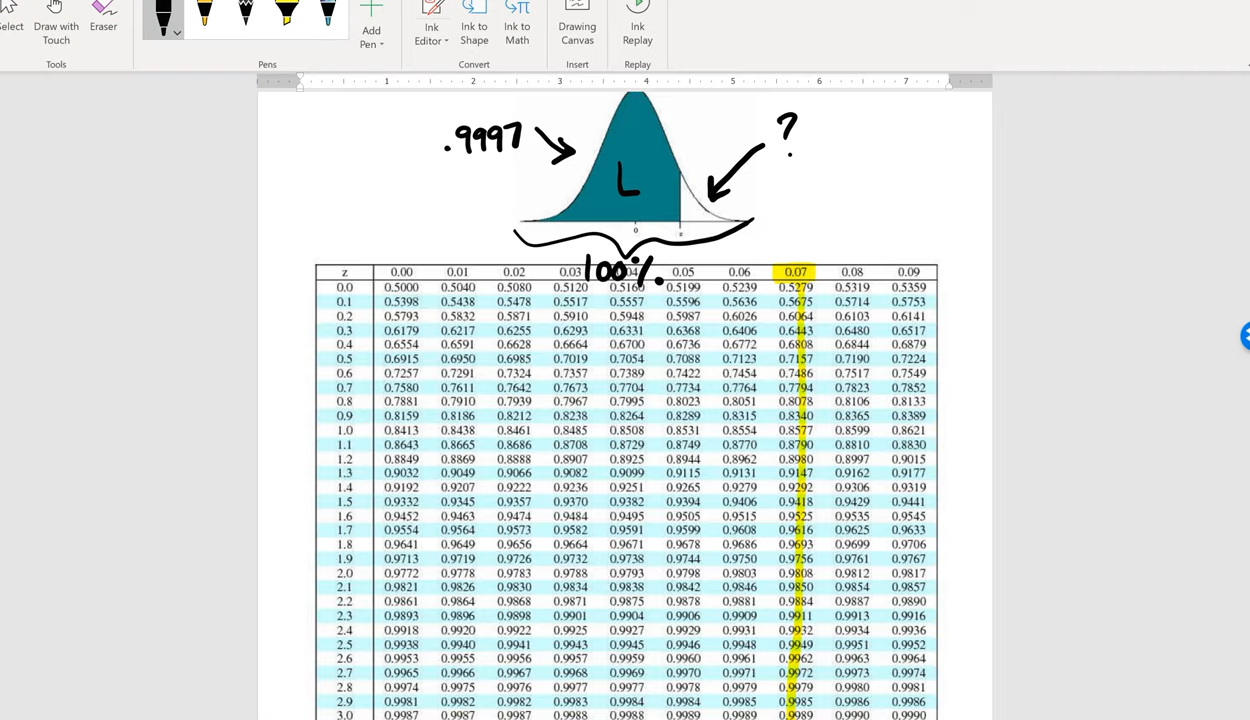 Select Draw with Touch Eraser Add Pen Ink Editor Ink to Shape Ink to Math Drawing Canvas Ink Replay
Tools Pens Convert Insert Replay
1 2 3 4 5 6 7
.9997 ?
L
0 z
100%
z 0.00 0.01 0.02 0.03 0.04 0.05 0.06 0.07 0.08 0.09
0.0 0.5000 0.5040 0.5080 0.5120 0.5160 0.5199 0.5239 0.5279 0.5319 0.5359
0.1 0.5398 0.5438 0.5478 0.5517 0.5557 0.5596 0.5636 0.5675 0.5714 0.5753
0.2 0.5793 0.5832 0.5871 0.5910 0.5948 0.5987 0.6026 0.6064 0.6103 0.6141
0.3 0.6179 0.6217 0.6255 0.6293 0.6331 0.6368 0.6406 0.6443 0.6480 0.6517
0.4 0.6554 0.6591 0.6628 0.6664 0.6700 0.6736 0.6772 0.6808 0.6844 0.6879
0.5 0.6915 0.6950 0.6985 0.7019 0.7054 0.7088 0.7123 0.7157 0.7190 0.7224
0.6 0.7257 0.7291 0.7324 0.7357 0.7389 0.7422 0.7454 0.7486 0.7517 0.7549
0.7 0.7580 0.7611 0.7642 0.7673 0.7704 0.7734 0.7764 0.7794 0.7823 0.7852
0.8 0.7881 0.7910 0.7939 0.7967 0.7995 0.8023 0.8051 0.8078 0.8106 0.8133
0.9 0.8159 0.8186 0.8212 0.8238 0.8264 0.8289 0.8315 0.8340 0.8365 0.8389
1.0 0.8413 0.8438 0.8461 0.8485 0.8508 0.8531 0.8554 0.8577 0.8599 0.8621
1.1 0.8643 0.8665 0.8686 0.8708 0.8729 0.8749 0.8770 0.8790 0.8810 0.8830
1.2 0.8849 0.8869 0.8888 0.8907 0.8925 0.8944 0.8962 0.8980 0.8997 0.9015
1.3 0.9032 0.9049 0.9066 0.9082 0.9099 0.9115 0.9131 0.9147 0.9162 0.9177
1.4 0.9192 0.9207 0.9222 0.9236 0.9251 0.9265 0.9279 0.9292 0.9306 0.9319
1.5 0.9332 0.9345 0.9357 0.9370 0.9382 0.9394 0.9406 0.9418 0.9429 0.9441
1.6 0.9452 0.9463 0.9474 0.9484 0.9495 0.9505 0.9515 0.9525 0.9535 0.9545
1.7 0.9554 0.9564 0.9573 0.9582 0.9591 0.9599 0.9608 0.9616 0.9625 0.9633
1.8 0.9641 0.9649 0.9656 0.9664 0.9671 0.9678 0.9686 0.9693 0.9699 0.9706
1.9 0.9713 0.9719 0.9726 0.9732 0.9738 0.9744 0.9750 0.9756 0.9761 0.9767
2.0 0.9772 0.9778 0.9783 0.9788 0.9793 0.9798 0.9803 0.9808 0.9812 0.9817
2.1 0.9821 0.9826 0.9830 0.9834 0.9838 0.9842 0.9846 0.9850 0.9854 0.9857
2.2 0.9861 0.9864 0.9868 0.9871 0.9875 0.9878 0.9881 0.9884 0.9887 0.9890
2.3 0.9893 0.9896 0.9898 0.9901 0.9904 0.9906 0.9909 0.9911 0.9913 0.9916
2.4 0.9918 0.9920 0.9922 0.9925 0.9927 0.9929 0.9931 0.9932 0.9934 0.9936
2.5 0.9938 0.9940 0.9941 0.9943 0.9945 0.9946 0.9948 0.9949 0.9951 0.9952
2.6 0.9953 0.9955 0.9956 0.9957 0.9959 0.9960 0.9961 0.9962 0.9963 0.9964
2.7 0.9965 0.9966 0.9967 0.9968 0.9969 0.9970 0.9971 0.9972 0.9973 0.9974
2.8 0.9974 0.9975 0.9976 0.9977 0.9977 0.9978 0.9979 0.9979 0.9980 0.9981
2.9 0.9981 0.9982 0.9982 0.9983 0.9984 0.9984 0.9985 0.9985 0.9986 0.9986
3.0 0.9987 0.9987 0.9987 0.9988 0.9988 0.9989 0.9989 0.9989 0.9990 0.9990